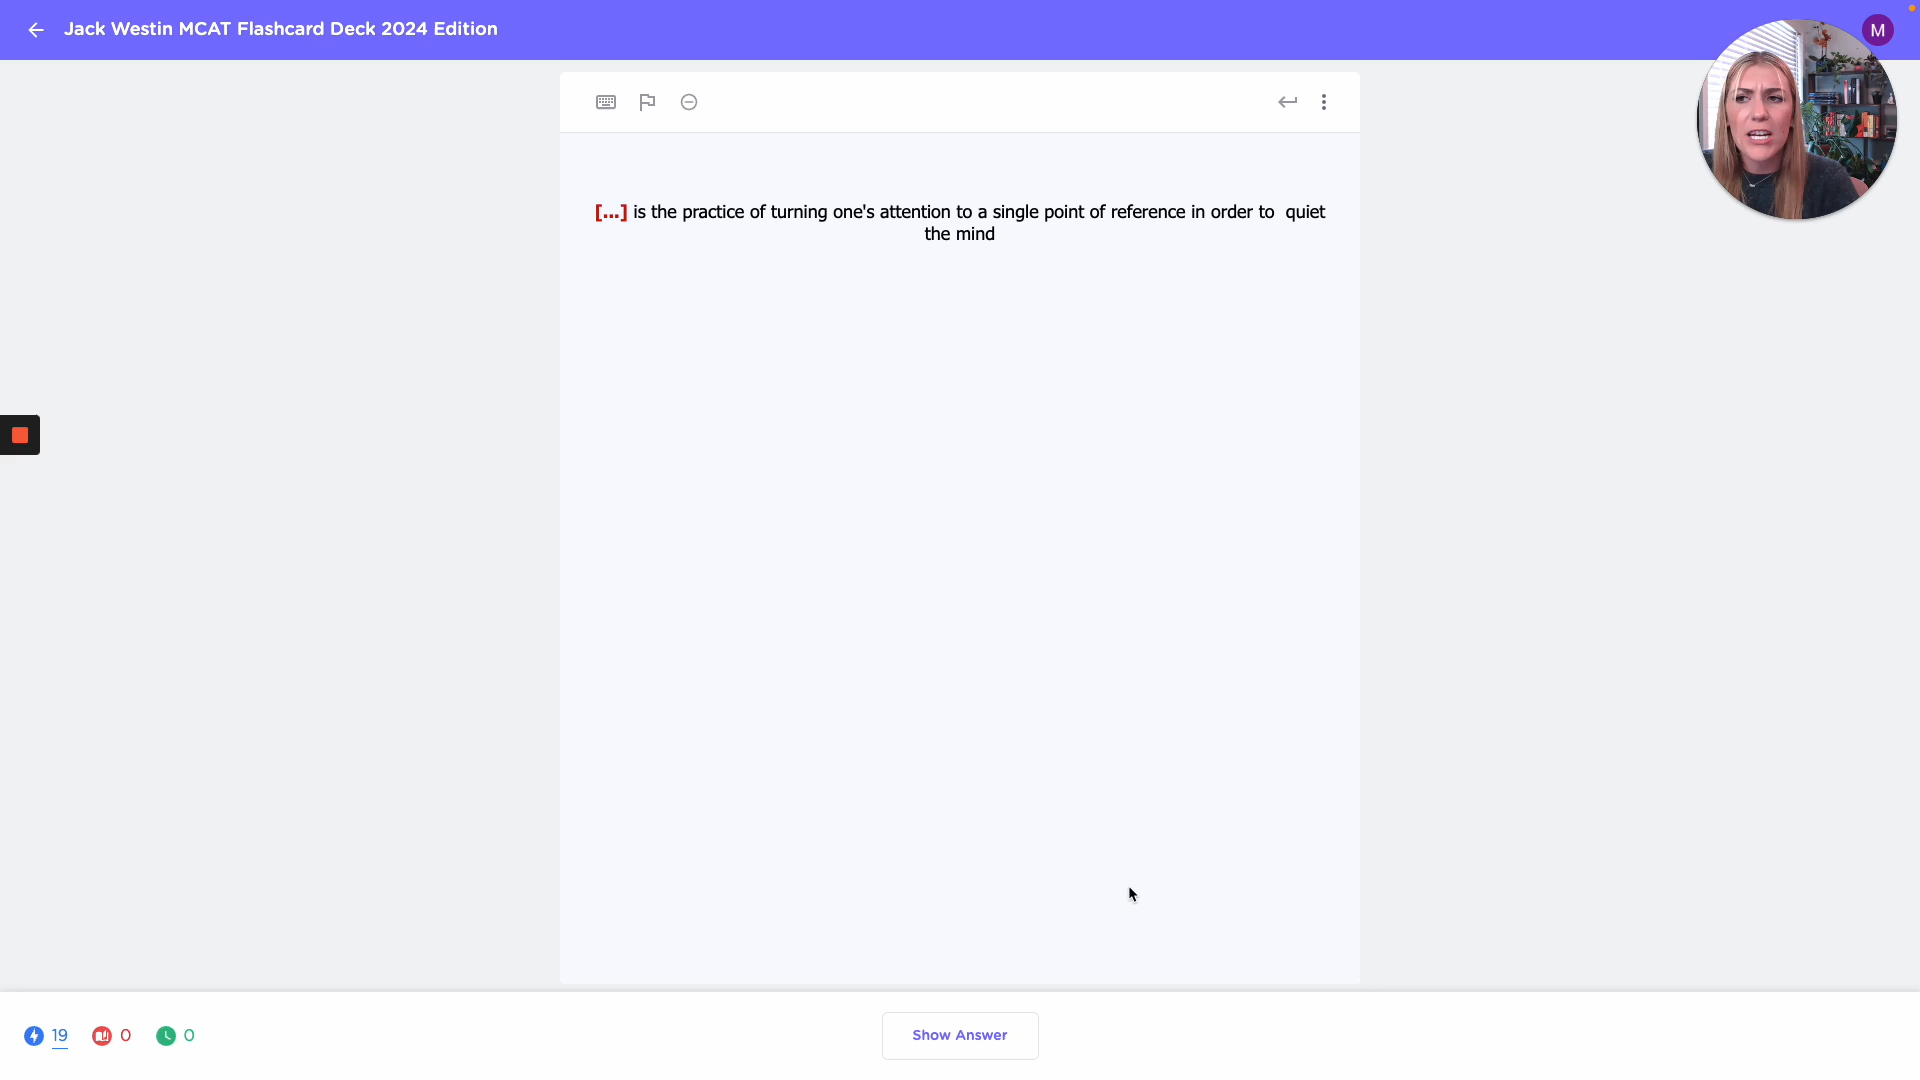 Jack Westin MCAT Flashcard Deck 2024 Edition
M
[...] is the practice of turning one's attention to a single point of reference in order to  quiet
the mind
19
0
0
Show Answer